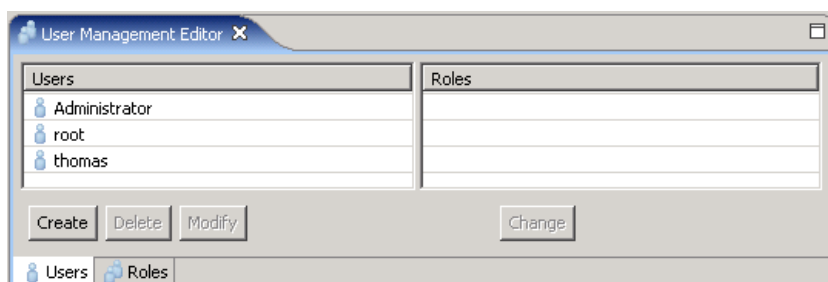 User Management Editor
Users Roles
Administrator
root
thomas
Create Delete Modify Change
Users Roles